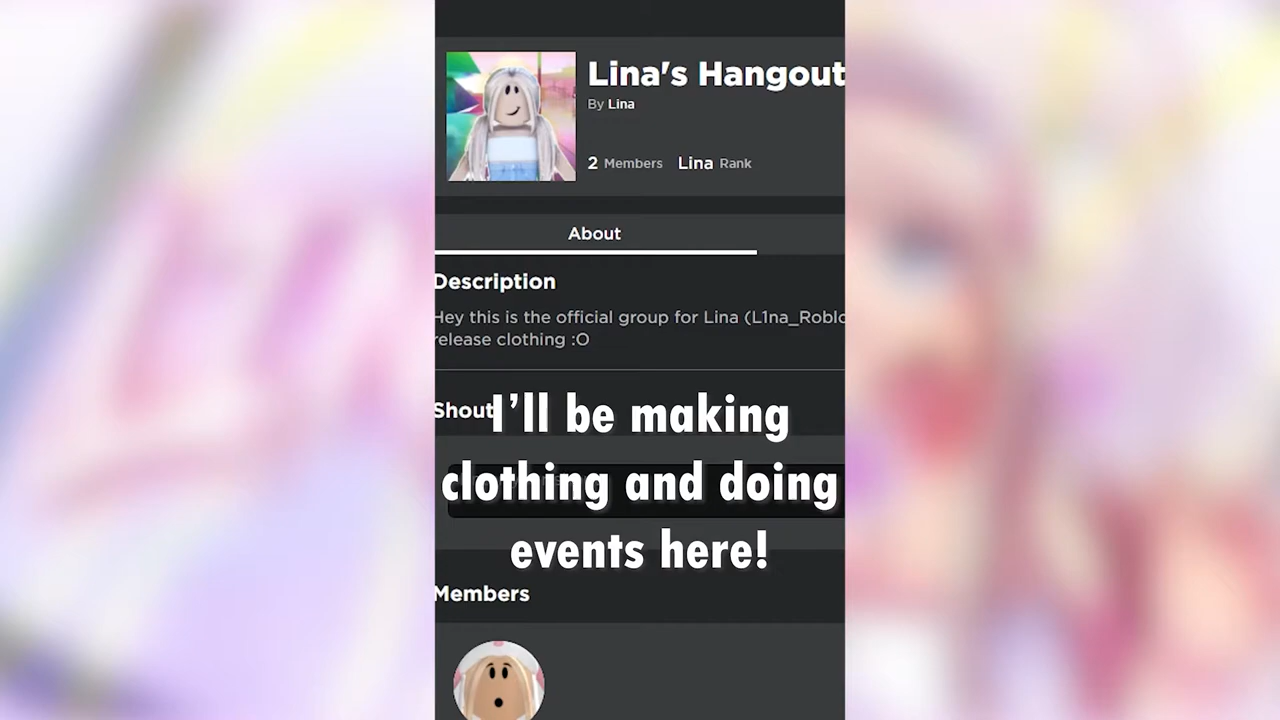 Lina's Hangout
By Lina
2 Members Lina Rank
About
Description
Hey this is the official group for Lina (L1na_Roblo
release clothing :O
Shout
I'll be making
clothing and doing
events here!
Members